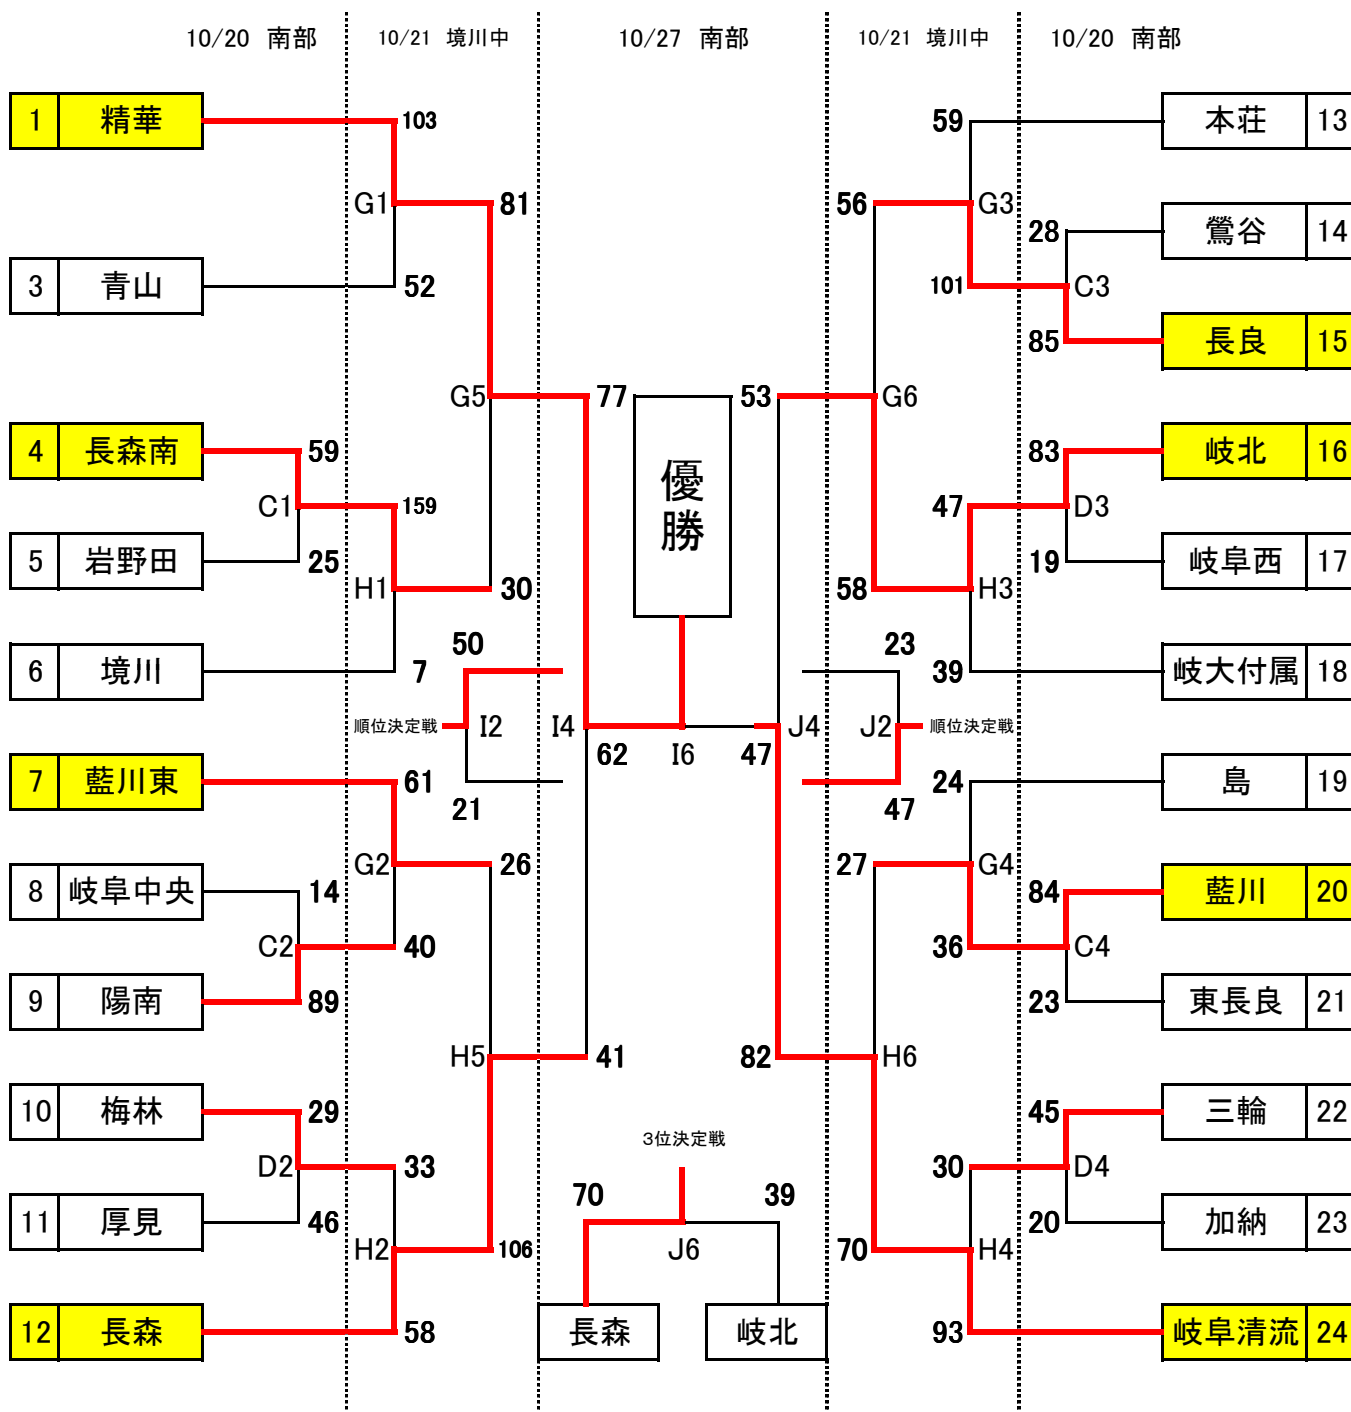 10/20 南部 10/21 境川中 10/27 南部 10/21 境川中 10/20 南部
1 精華 103 59 本荘 13
G1 81 56 G3 28 鶯谷 14
3 青山 52 101 C3
85 長良 15
G5 77 53 G6
4 長森南 59 83 岐北 16
優
勝
C1 159 47 D3
5 岩野田 25 19 岐阜西 17
H1 30 58 H3
50 23
6 境川 7 39 岐大付属 18
順位決定戦 I2 I4 62 I6 47 J4 J2 順位決定戦
7 藍川東 61 24 島 19
21 47
G2 26 27 G4
8 岐阜中央 14 84 藍川 20
C2 40 36 C4
9 陽南 89 23 東長良 21
H5 41 82 H6
10 梅林 29 45 三輪 22
3位決定戦
D2 33 30 D4
70 39
11 厚見 46 20 加納 23
H2 106 J6 70 H4
12 長森 58 長森 岐北 93 岐阜清流 24